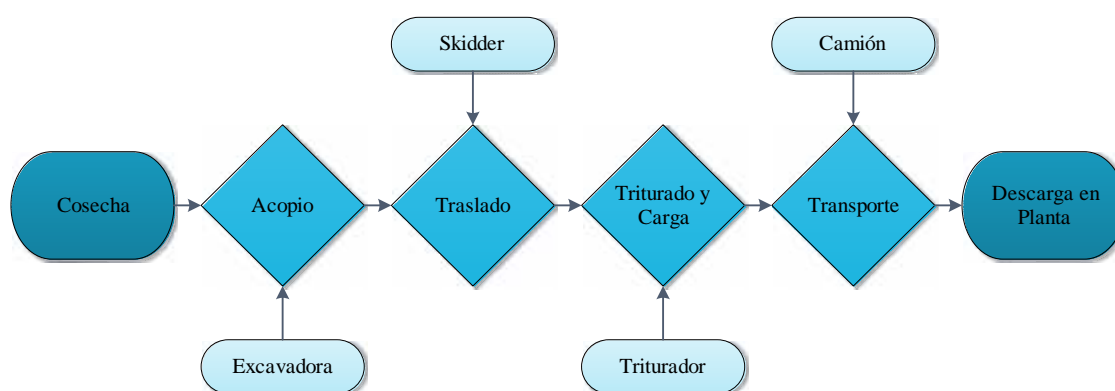 Skidder
Camión
Cosecha
Acopio
Traslado
Triturado y
Carga
Transporte
Descarga en
Planta
Excavadora
Triturador